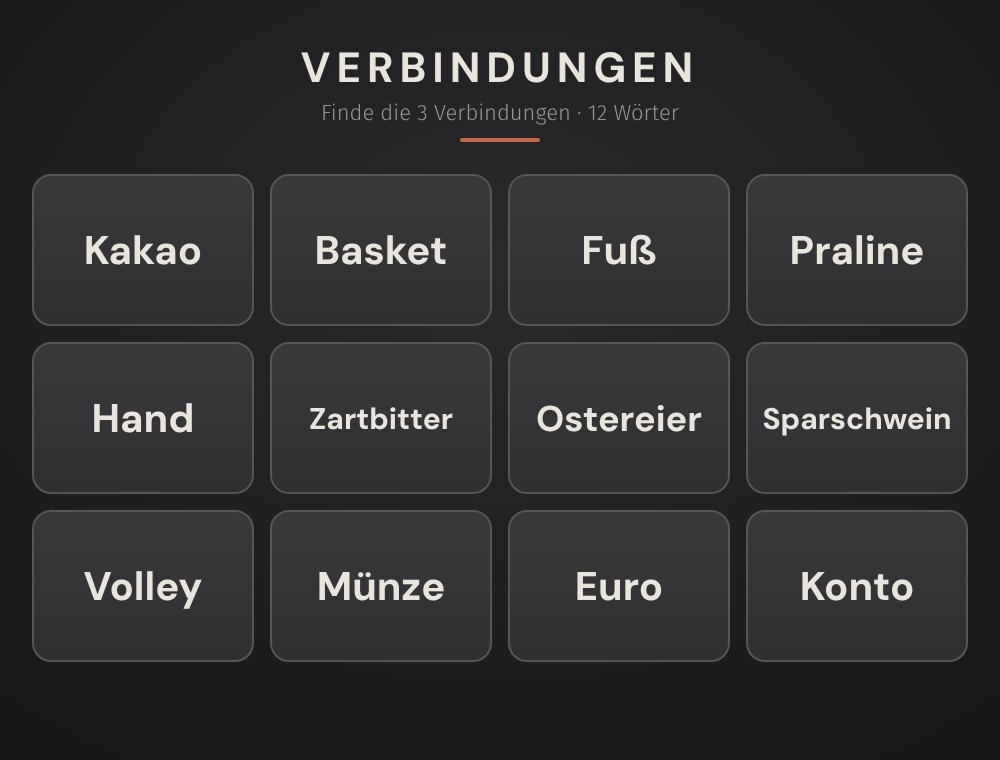 VERBINDUNGEN
Finde die 3 Verbindungen · 12 Wörter
Kakao
Basket
Fuß
Praline
Hand
Zartbitter
Ostereier
Sparschwein
Volley
Münze
Euro
Konto